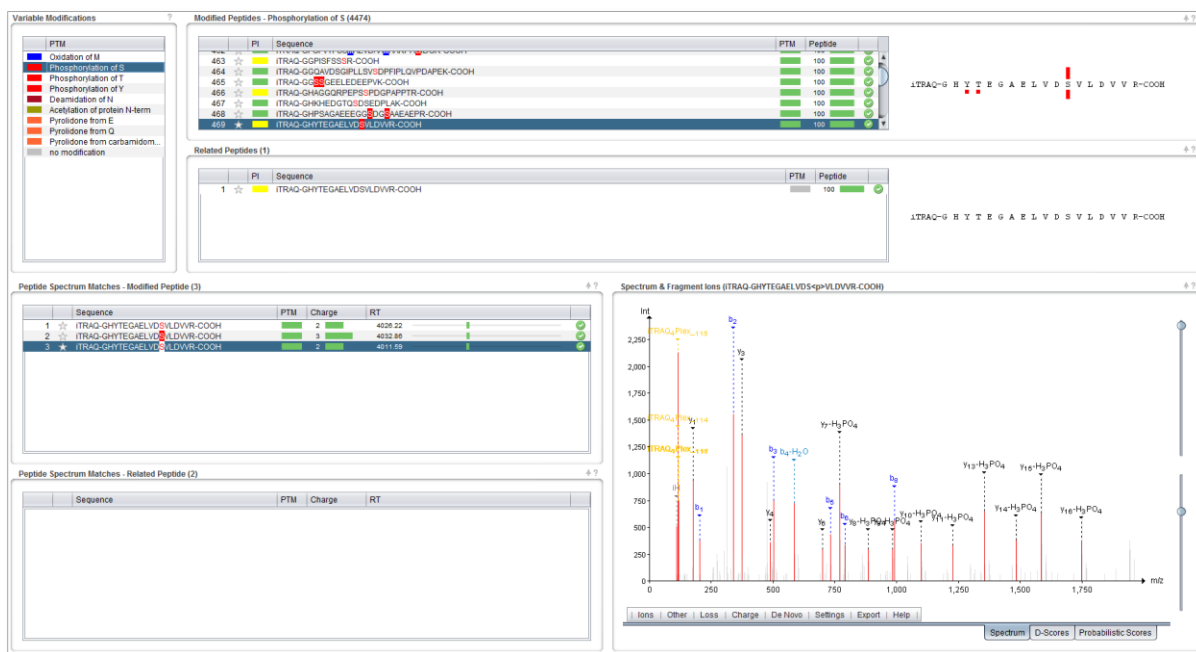 Variable Modifications ?
PTM
Oxidation of M
Phosphorylation of S
Phosphorylation of T
Phosphorylation of Y
Deamidation of N
Acetylation of protein N-term
Pyrolidone from E
Pyrolidone from Q
Pyrolidone from carbamidom...
no modification
Modified Peptides - Phosphorylation of S (4474) ?
PI Sequence PTM Peptide
463 iTRAQ-GGPISFSSSR-COOH 100
464 iTRAQ-GGQAVDSGIPLLSVSDPFIPLQVPDAPEK-COOH 100
465 iTRAQ-GGSSGEELEDEEPVK-COOH 100
466 iTRAQ-GHAGGQRPEPSSPDGPAPPTR-COOH 100
467 iTRAQ-GHKHEDGTQSDSEDPLAK-COOH 100
468 iTRAQ-GHPSAGAEEEGGSDGSAAEAEPR-COOH 100
469 iTRAQ-GHYTEGAELVDSVLDVVR-COOH 100
iTRAQ-G H Y T E G A E L V D S V L D V V R-COOH
Related Peptides (1) ?
PI Sequence PTM Peptide
1 iTRAQ-GHYTEGAELVDSVLDVVR-COOH 100
iTRAQ-G H Y T E G A E L V D S V L D V V R-COOH
Peptide Spectrum Matches - Modified Peptide (3) ?
Sequence PTM Charge RT
1 iTRAQ-GHYTEGAELVDSVLDVVR-COOH 2 4026.22
2 iTRAQ-GHYTEGAELVDSVLDVVR-COOH 3 4032.86
3 iTRAQ-GHYTEGAELVDSVLDVVR-COOH 2 4011.59
Peptide Spectrum Matches - Related Peptide (2) ?
Sequence PTM Charge RT
Spectrum & Fragment Ions (iTRAQ-GHYTEGAELVDS<p>VLDVVR-COOH) ?
Int
2,250
2,000
1,750
1,500
1,250
1,000
750
500
250
0
0 250 500 750 1,000 1,250 1,500 1,750 m/z
b2
y3
y1
y7-H3PO4
b3 b4-H2O
y13-H3PO4 y15-H3PO4
iH
b9
b1
b5
y4
b6
y6
y10-H3PO4
y11-H3PO4
y14-H3PO4
y16-H3PO4
Ions | Other | Loss | Charge | De Novo | Settings | Export | Help
Spectrum D-Scores Probabilistic Scores